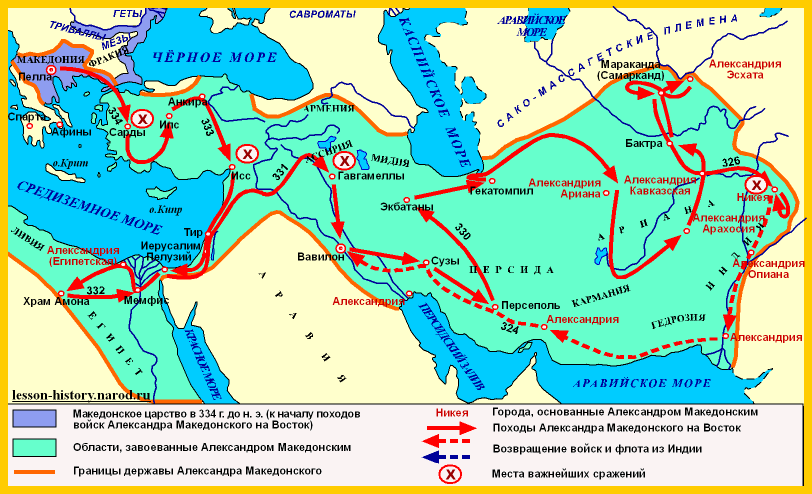 ГЕТЫ
САВРОМАТЫ
АРАВИЙСКОЕ
МОРЕ
ТРИБАЛЛЫ
МЕЗЫ
ФРАКИЯ
МАКЕДОНИЯ
Пелла
ЧЁРНОЕ МОРЕ
КАСПИЙСКОЕ МОРЕ
САКО-МАССАГЕТСКИЕ ПЛЕМЕНА
Мараканда
(Самарканд)
Александрия
Эсхата
Спарта
Афины
334
Сарды
Ипс
Анкира
333
АРМЕНИЯ
Бактра
о.Крит
Исс
331
АССИРИЯ
МИДИЯ
Гавгамеллы
Гекатомпил
Александрия
Ариана
Александрия
Кавказская
326
Никея
СРЕДИЗЕМНОЕ МОРЕ
о.Кипр
Экбатаны
АРИАНА
Александрия
Арахосия
ИНДИЯ
ЛИВИЯ
Александрия
(Египетская)
Тир
Иерусалим
Пелузий
Вавилон
Сузы
330
ПЕРСИДА
Александрия
Опиана
332
Храм Амона
Мемфис
Александрия
КАРМАНИЯ
Персеполь
324
Александрия
ГЕДРОЗИЯ
Александрия
ЕГИПЕТ
АРАВИЯ
КРАСНОЕ МОРЕ
ПЕРСИДСКИЙ ЗАЛИВ
АРАВИЙСКОЕ МОРЕ
lesson-history.narod.ru
Македонское царство в 334 г. до н. э. (к началу походов
войск Александра Македонского на Восток)
Области, завоеванные Александром Македонским
Границы державы Александра Македонского
Никея
Города, основанные Александром Македонским
Походы Александра Македонского на Восток
Возвращение войск и флота из Индии
X
Места важнейших сражений